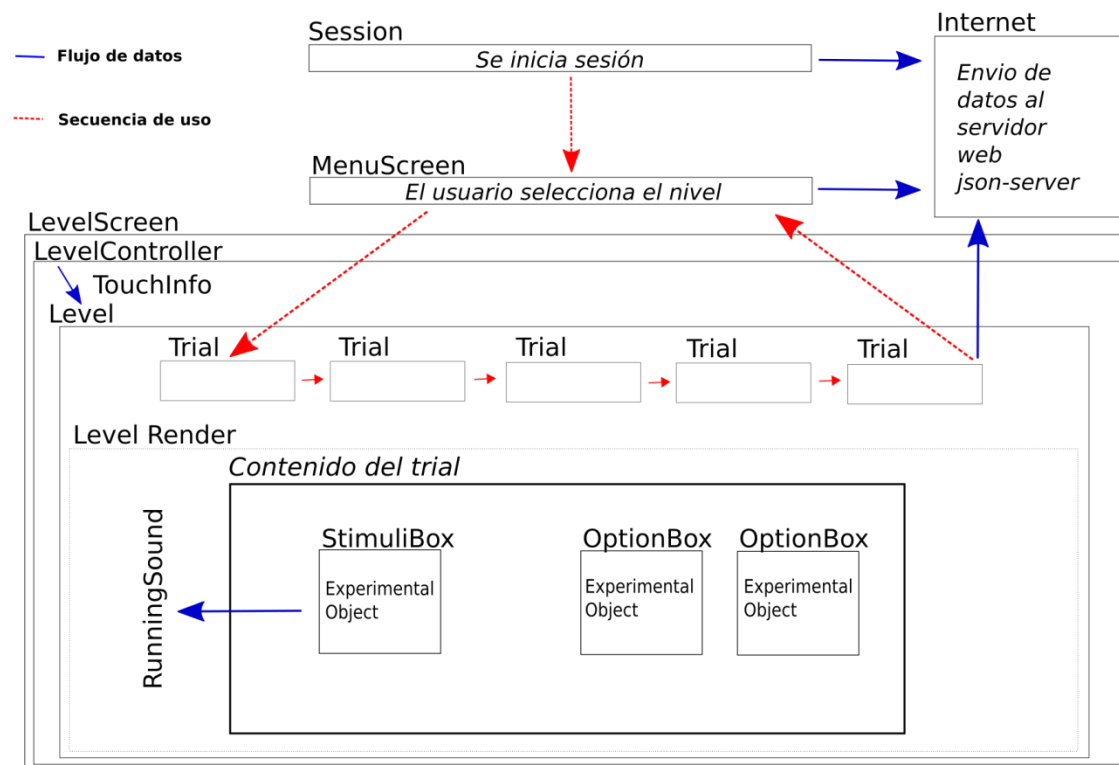 Flujo de datos
Secuencia de uso
Session
Se inicia sesión
Internet
Envio de
datos al
servidor
web
json-server
MenuScreen
El usuario selecciona el nivel
LevelScreen
LevelController
TouchInfo
Level
Trial
Trial
Trial
Trial
Trial
Level Render
Contenido del trial
RunningSound
StimuliBox
Experimental
Object
OptionBox
Experimental
Object
OptionBox
Experimental
Object